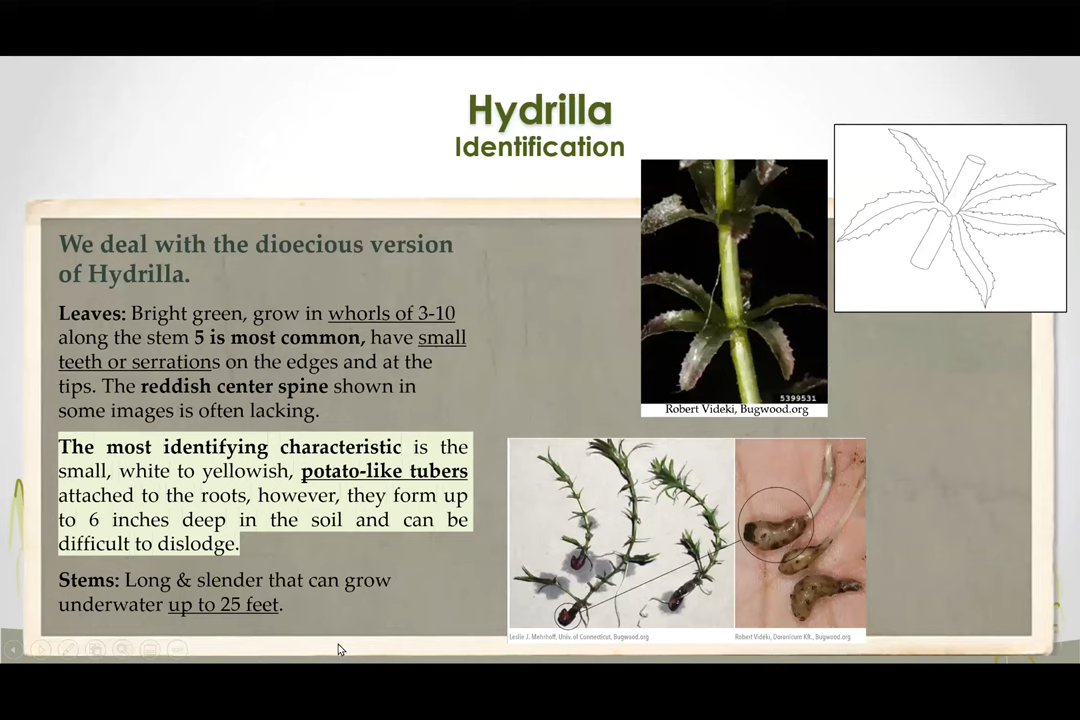 Hydrilla
Identification
We deal with the dioecious version
of Hydrilla.
Leaves: Bright green, grow in whorls of 3-10
along the stem 5 is most common, have small
teeth or serrations on the edges and at the
tips. The reddish center spine shown in
some images is often lacking.
The most identifying characteristic is the
small, white to yellowish, potato-like tubers
attached to the roots, however, they form up
to 6 inches deep in the soil and can be
difficult to dislodge.
Stems: Long & slender that can grow
underwater up to 25 feet.
5399531
Robert Videki, Bugwood.org
Leslie J. Mehrhoff, Univ. of Connecticut, Bugwood.org
Robert Vidéki, Doronicum Kft., Bugwood.org